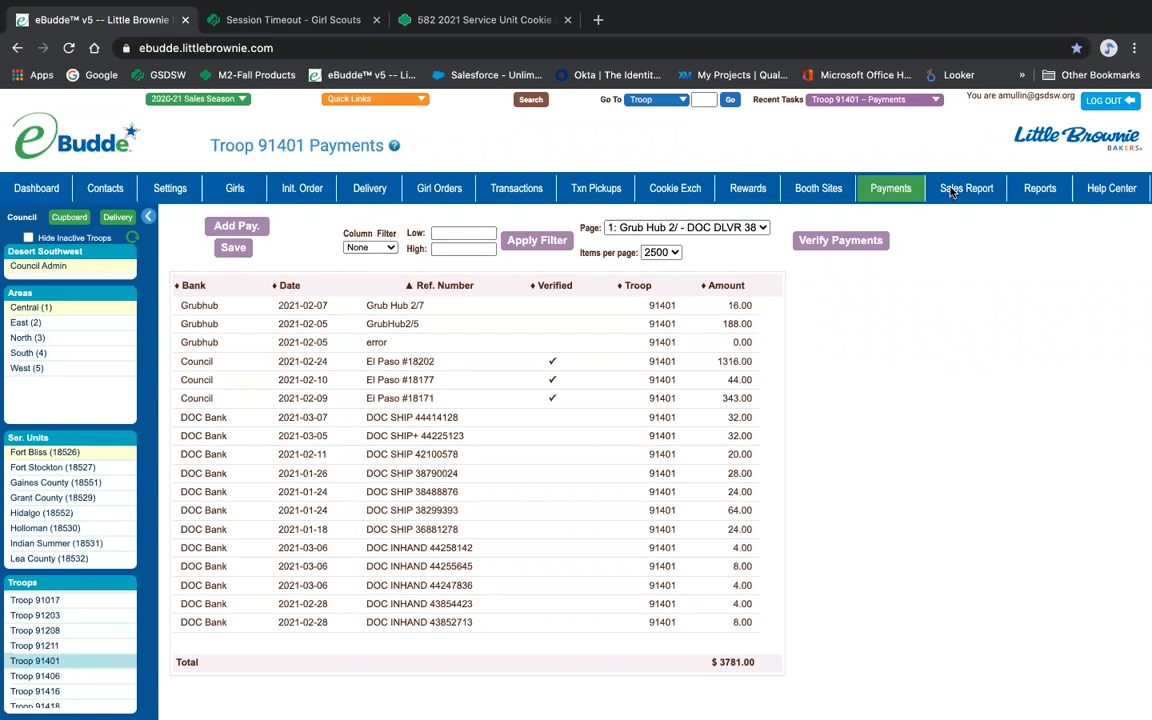 eBudde™ v5 -- Little Brownie
Session Timeout - Girl Scouts
582 2021 Service Unit Cookie
ebudde.littlebrownie.com
Apps Google GSDSW M2-Fall Products eBudde™ v5 -- Li... Salesforce - Unlim... Okta | The Identit... My Projects | Qual... Microsoft Office H... Looker » Other Bookmarks
2020-21 Sales Season Quick Links Search Go To Troop Go Recent Tasks Troop 91401 -- Payments You are amullin@gsdsw.org LOG OUT
eBudde
Troop 91401 Payments ?
Little Brownie
BAKERS
Dashboard Contacts Settings Girls Init. Order Delivery Girl Orders Transactions Txn Pickups Cookie Exch Rewards Booth Sites Payments Sales Report Reports Help Center
Council Cupboard Delivery
Hide Inactive Troops
Desert Southwest
Council Admin
Areas
Central (1)
East (2)
North (3)
South (4)
West (5)
Ser. Units
Fort Bliss (18526)
Fort Stockton (18527)
Gaines County (18551)
Grant County (18529)
Hidalgo (18552)
Holloman (18530)
Indian Summer (18531)
Lea County (18532)
Troops
Troop 91017
Troop 91203
Troop 91208
Troop 91211
Troop 91401
Troop 91406
Troop 91416
Troop 91418
Add Pay.
Save
Column Filter
None
Low:
High:
Apply Filter
Page: 1: Grub Hub 2/ - DOC DLVR 38
Items per page: 2500
Verify Payments
Bank Date Ref. Number Verified Troop Amount
Grubhub 2021-02-07 Grub Hub 2/7 91401 16.00
Grubhub 2021-02-05 GrubHub2/5 91401 188.00
Grubhub 2021-02-05 error 91401 0.00
Council 2021-02-24 El Paso #18202 ✓ 91401 1316.00
Council 2021-02-10 El Paso #18177 ✓ 91401 44.00
Council 2021-02-09 El Paso #18171 ✓ 91401 343.00
DOC Bank 2021-03-07 DOC SHIP 44414128 91401 32.00
DOC Bank 2021-03-05 DOC SHIP+ 44225123 91401 32.00
DOC Bank 2021-02-11 DOC SHIP 42100578 91401 20.00
DOC Bank 2021-01-26 DOC SHIP 38790024 91401 28.00
DOC Bank 2021-01-24 DOC SHIP 38488876 91401 24.00
DOC Bank 2021-01-24 DOC SHIP 38299393 91401 64.00
DOC Bank 2021-01-18 DOC SHIP 36881278 91401 24.00
DOC Bank 2021-03-06 DOC INHAND 44258142 91401 4.00
DOC Bank 2021-03-06 DOC INHAND 44255645 91401 8.00
DOC Bank 2021-03-06 DOC INHAND 44247836 91401 4.00
DOC Bank 2021-02-28 DOC INHAND 43854423 91401 4.00
DOC Bank 2021-02-28 DOC INHAND 43852713 91401 8.00
Total $ 3781.00